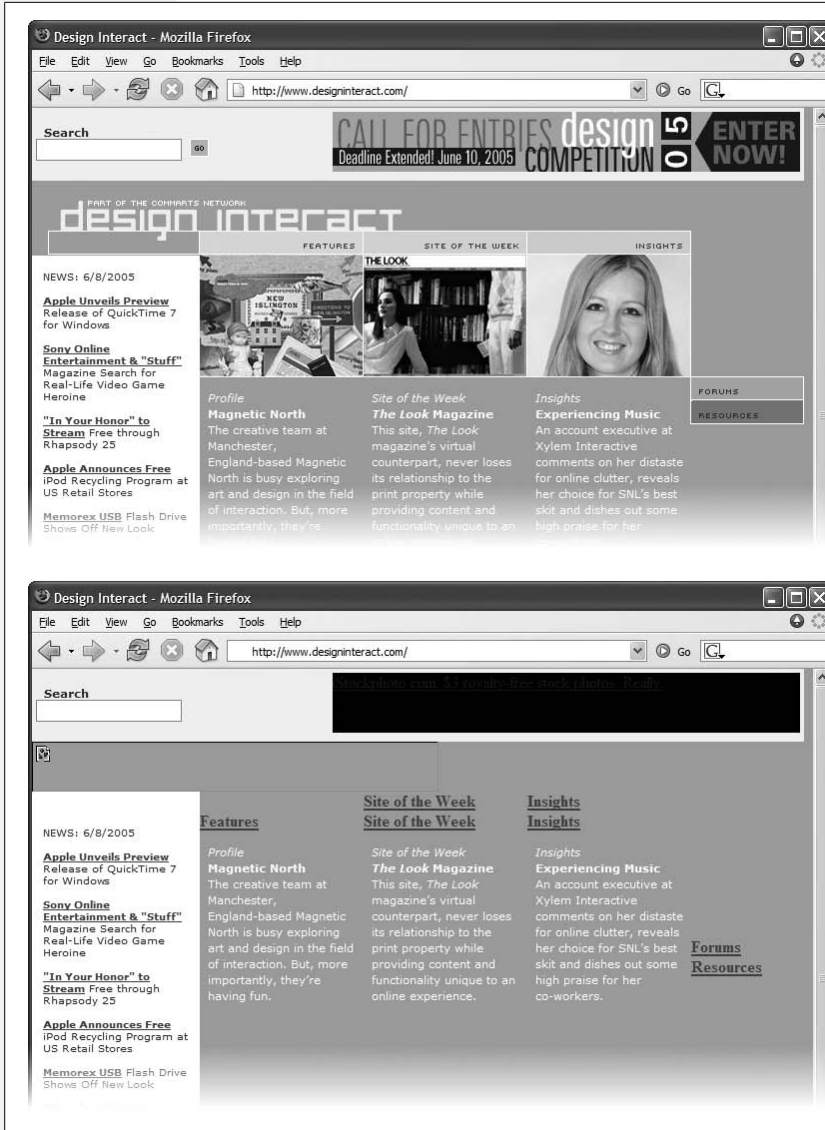 Design Interact - Mozilla Firefox
File Edit View Go Bookmarks Tools Help
http://www.designinteract.com/
Go
G
Search
GO
CALL FOR ENTRIES design COMPETITION 05
Deadline Extended! June 10, 2005
ENTER NOW!
PART OF THE COMMARTS NETWORK
design interact
FEATURES
SITE OF THE WEEK
INSIGHTS
NEWS: 6/8/2005
Apple Unveils Preview
Release of QuickTime 7
for Windows
Sony Online
Entertainment & "Stuff"
Magazine Search for
Real-Life Video Game
Heroine
"In Your Honor" to
Stream Free through
Rhapsody 25
Apple Announces Free
iPod Recycling Program at
US Retail Stores
Memorex USB Flash Drive
Shows Off New Look
NEW
ISLINGTON
THE LOOK
Profile
Magnetic North
The creative team at
Manchester,
England-based Magnetic
North is busy exploring
art and design in the field
of interaction. But, more
importantly, they're
Site of the Week
The Look Magazine
This site, The Look
magazine's virtual
counterpart, never loses
its relationship to the
print property while
providing content and
functionality unique to an
Insights
Experiencing Music
An account executive at
Xylem Interactive
comments on her distaste
for online clutter, reveals
her choice for SNL's best
skit and dishes out some
high praise for her
FORUMS
RESOURCES
Design Interact - Mozilla Firefox
File Edit View Go Bookmarks Tools Help
http://www.designinteract.com/
Go
G
Search
Stockphoto.com: $3 royalty-free stock photos. Really.
NEWS: 6/8/2005
Apple Unveils Preview
Release of QuickTime 7
for Windows
Sony Online
Entertainment & "Stuff"
Magazine Search for
Real-Life Video Game
Heroine
"In Your Honor" to
Stream Free through
Rhapsody 25
Apple Announces Free
iPod Recycling Program at
US Retail Stores
Memorex USB Flash Drive
Shows Off New Look
Features
Profile
Magnetic North
The creative team at
Manchester,
England-based Magnetic
North is busy exploring
art and design in the field
of interaction. But, more
importantly, they're
having fun.
Site of the Week
Site of the Week
Site of the Week
The Look Magazine
This site, The Look
magazine's virtual
counterpart, never loses
its relationship to the
print property while
providing content and
functionality unique to an
online experience.
Insights
Insights
Insights
Experiencing Music
An account executive at
Xylem Interactive
comments on her distaste
for online clutter, reveals
her choice for SNL's best
skit and dishes out some
high praise for her
co-workers.
Forums
Resources